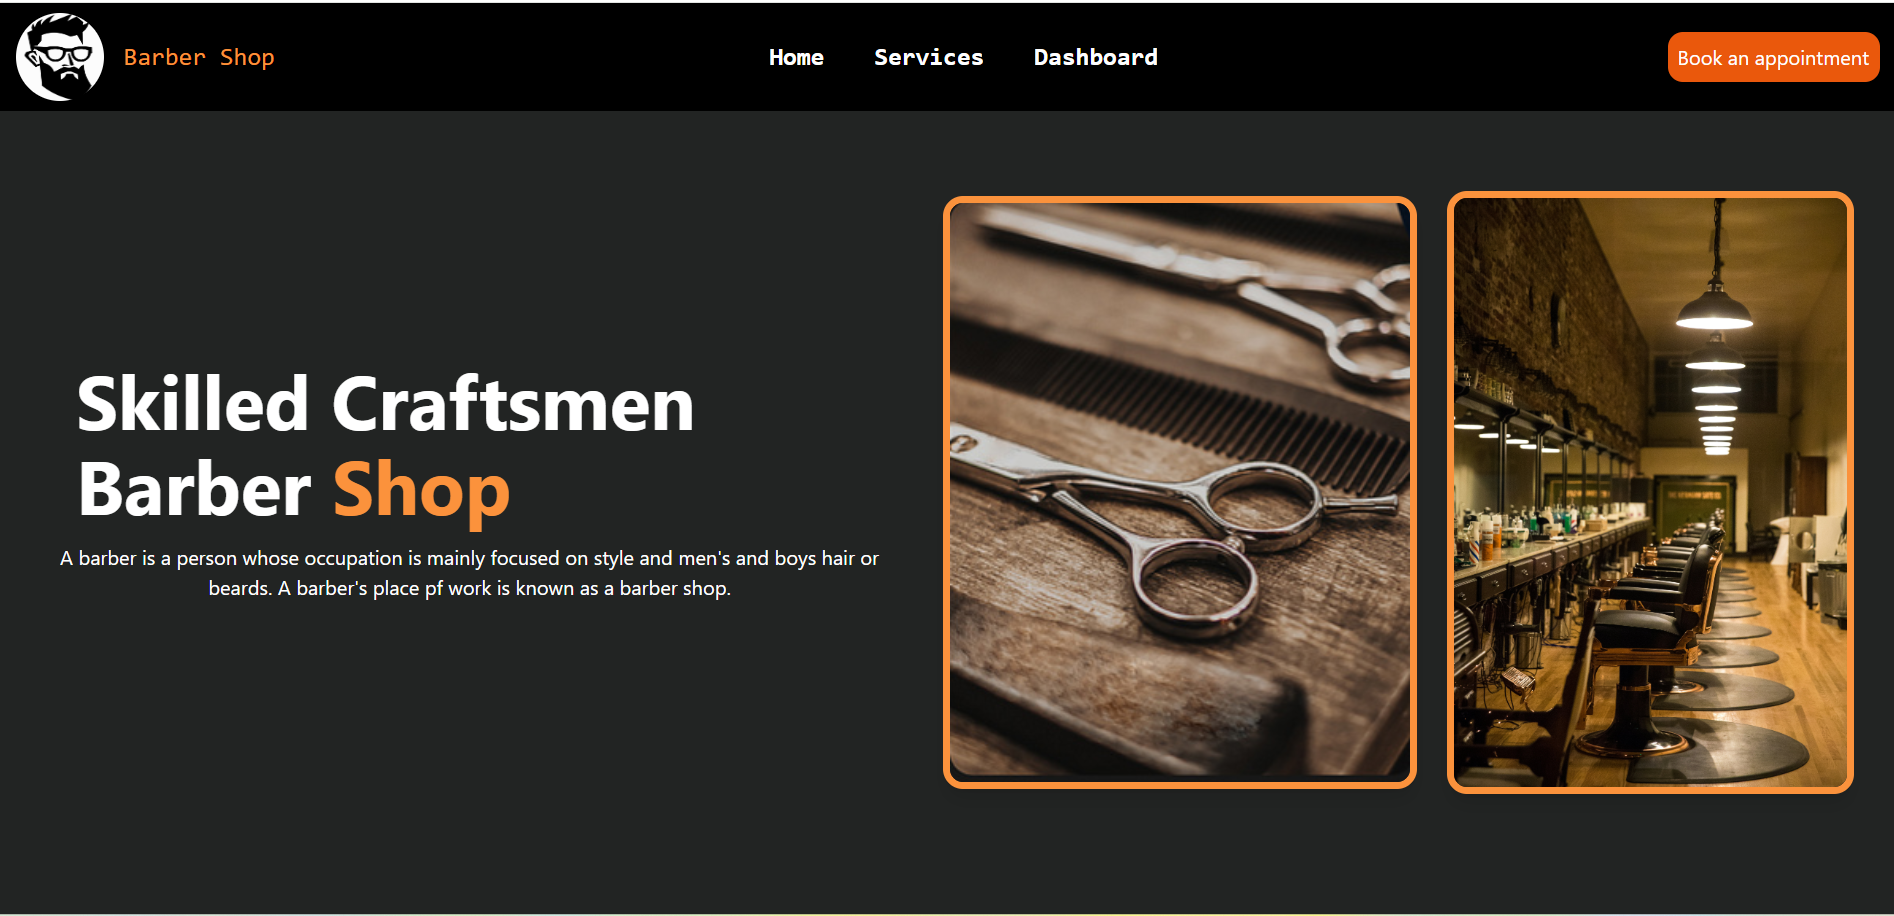 Barber Shop
Home
Services
Dashboard
Book an appointment
Skilled Craftsmen
Barber Shop
A barber is a person whose occupation is mainly focused on style and men's and boys hair or
beards. A barber's place pf work is known as a barber shop.